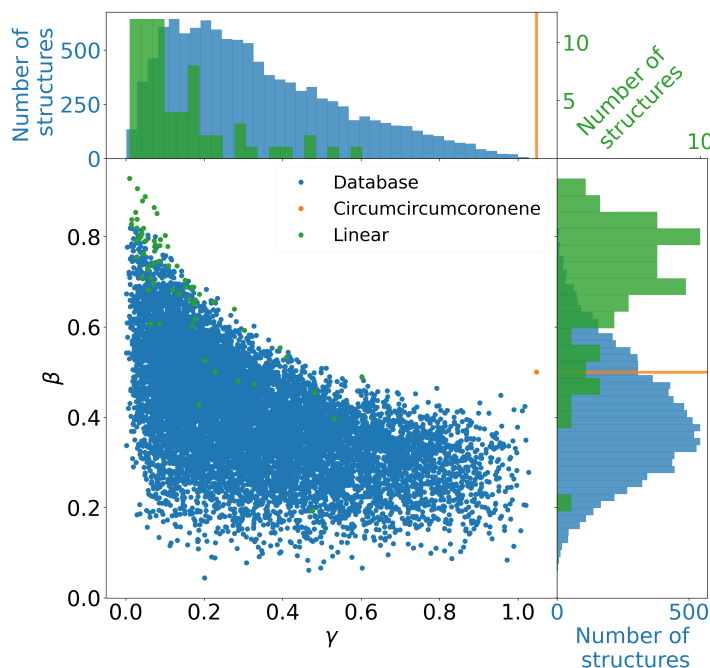 Number of
structures
500
250
0
10
5
Number of
structures
10
Database
Circumcircumcoronene
Linear
0.8
0.6
0.4
0.2
0.0
β
0.0
0.2
0.4
0.6
0.8
1.0
γ
0
500
Number of
structures